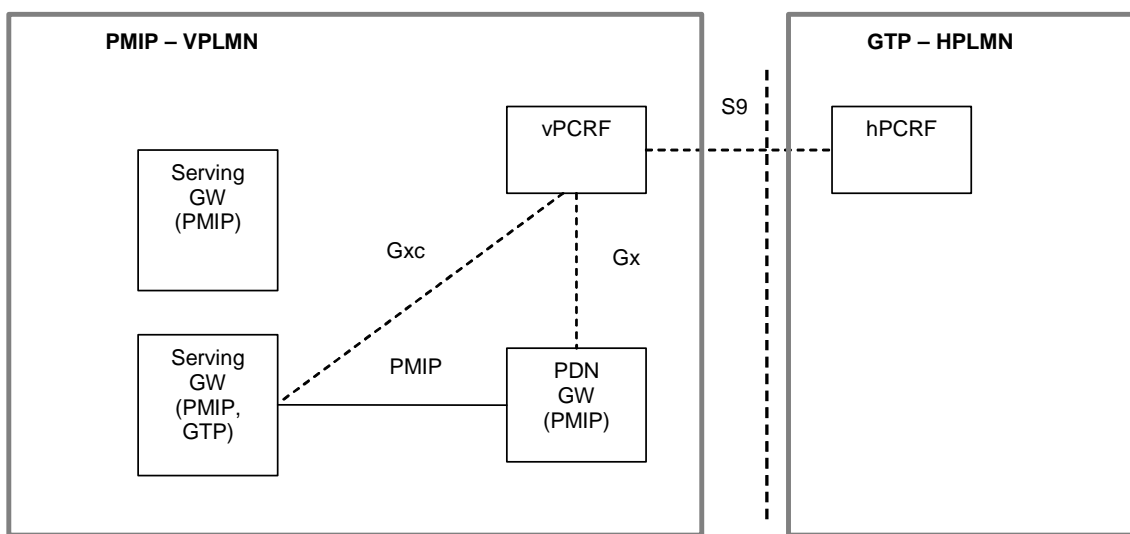 PMIP – VPLMN
GTP – HPLMN
S9
vPCRF
hPCRF
Serving
GW
(PMIP)
Gxc
Gx
Serving
GW
(PMIP,
GTP)
PMIP
PDN
GW
(PMIP)